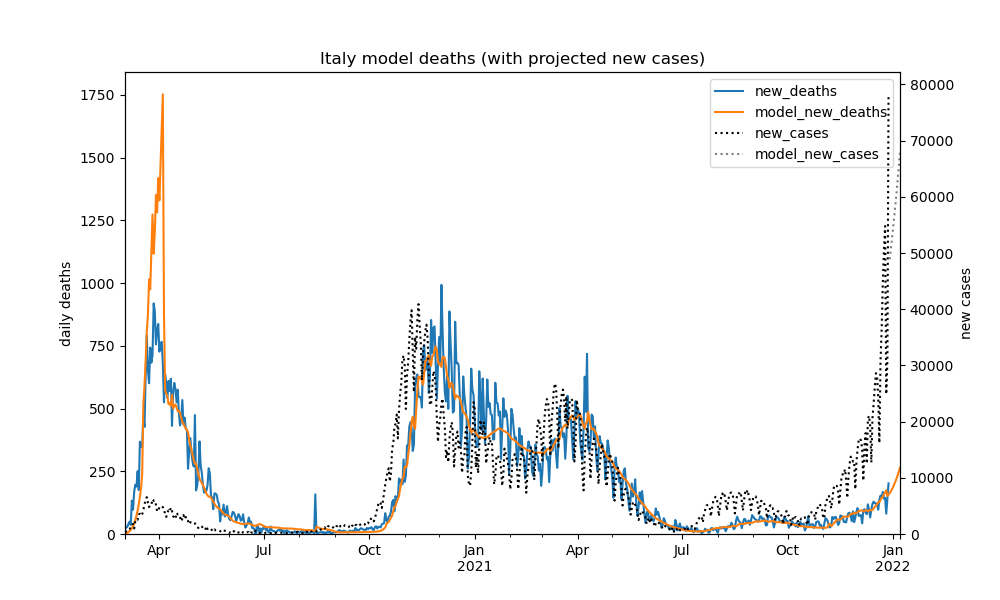 Italy model deaths (with projected new cases)
1750
1500
1250
1000
750
500
250
0
daily deaths
80000
70000
60000
50000
40000
30000
20000
10000
0
new cases
new_deaths
model_new_deaths
new_cases
model_new_cases
Apr Jul Oct Jan Apr Jul Oct Jan
2021 2022